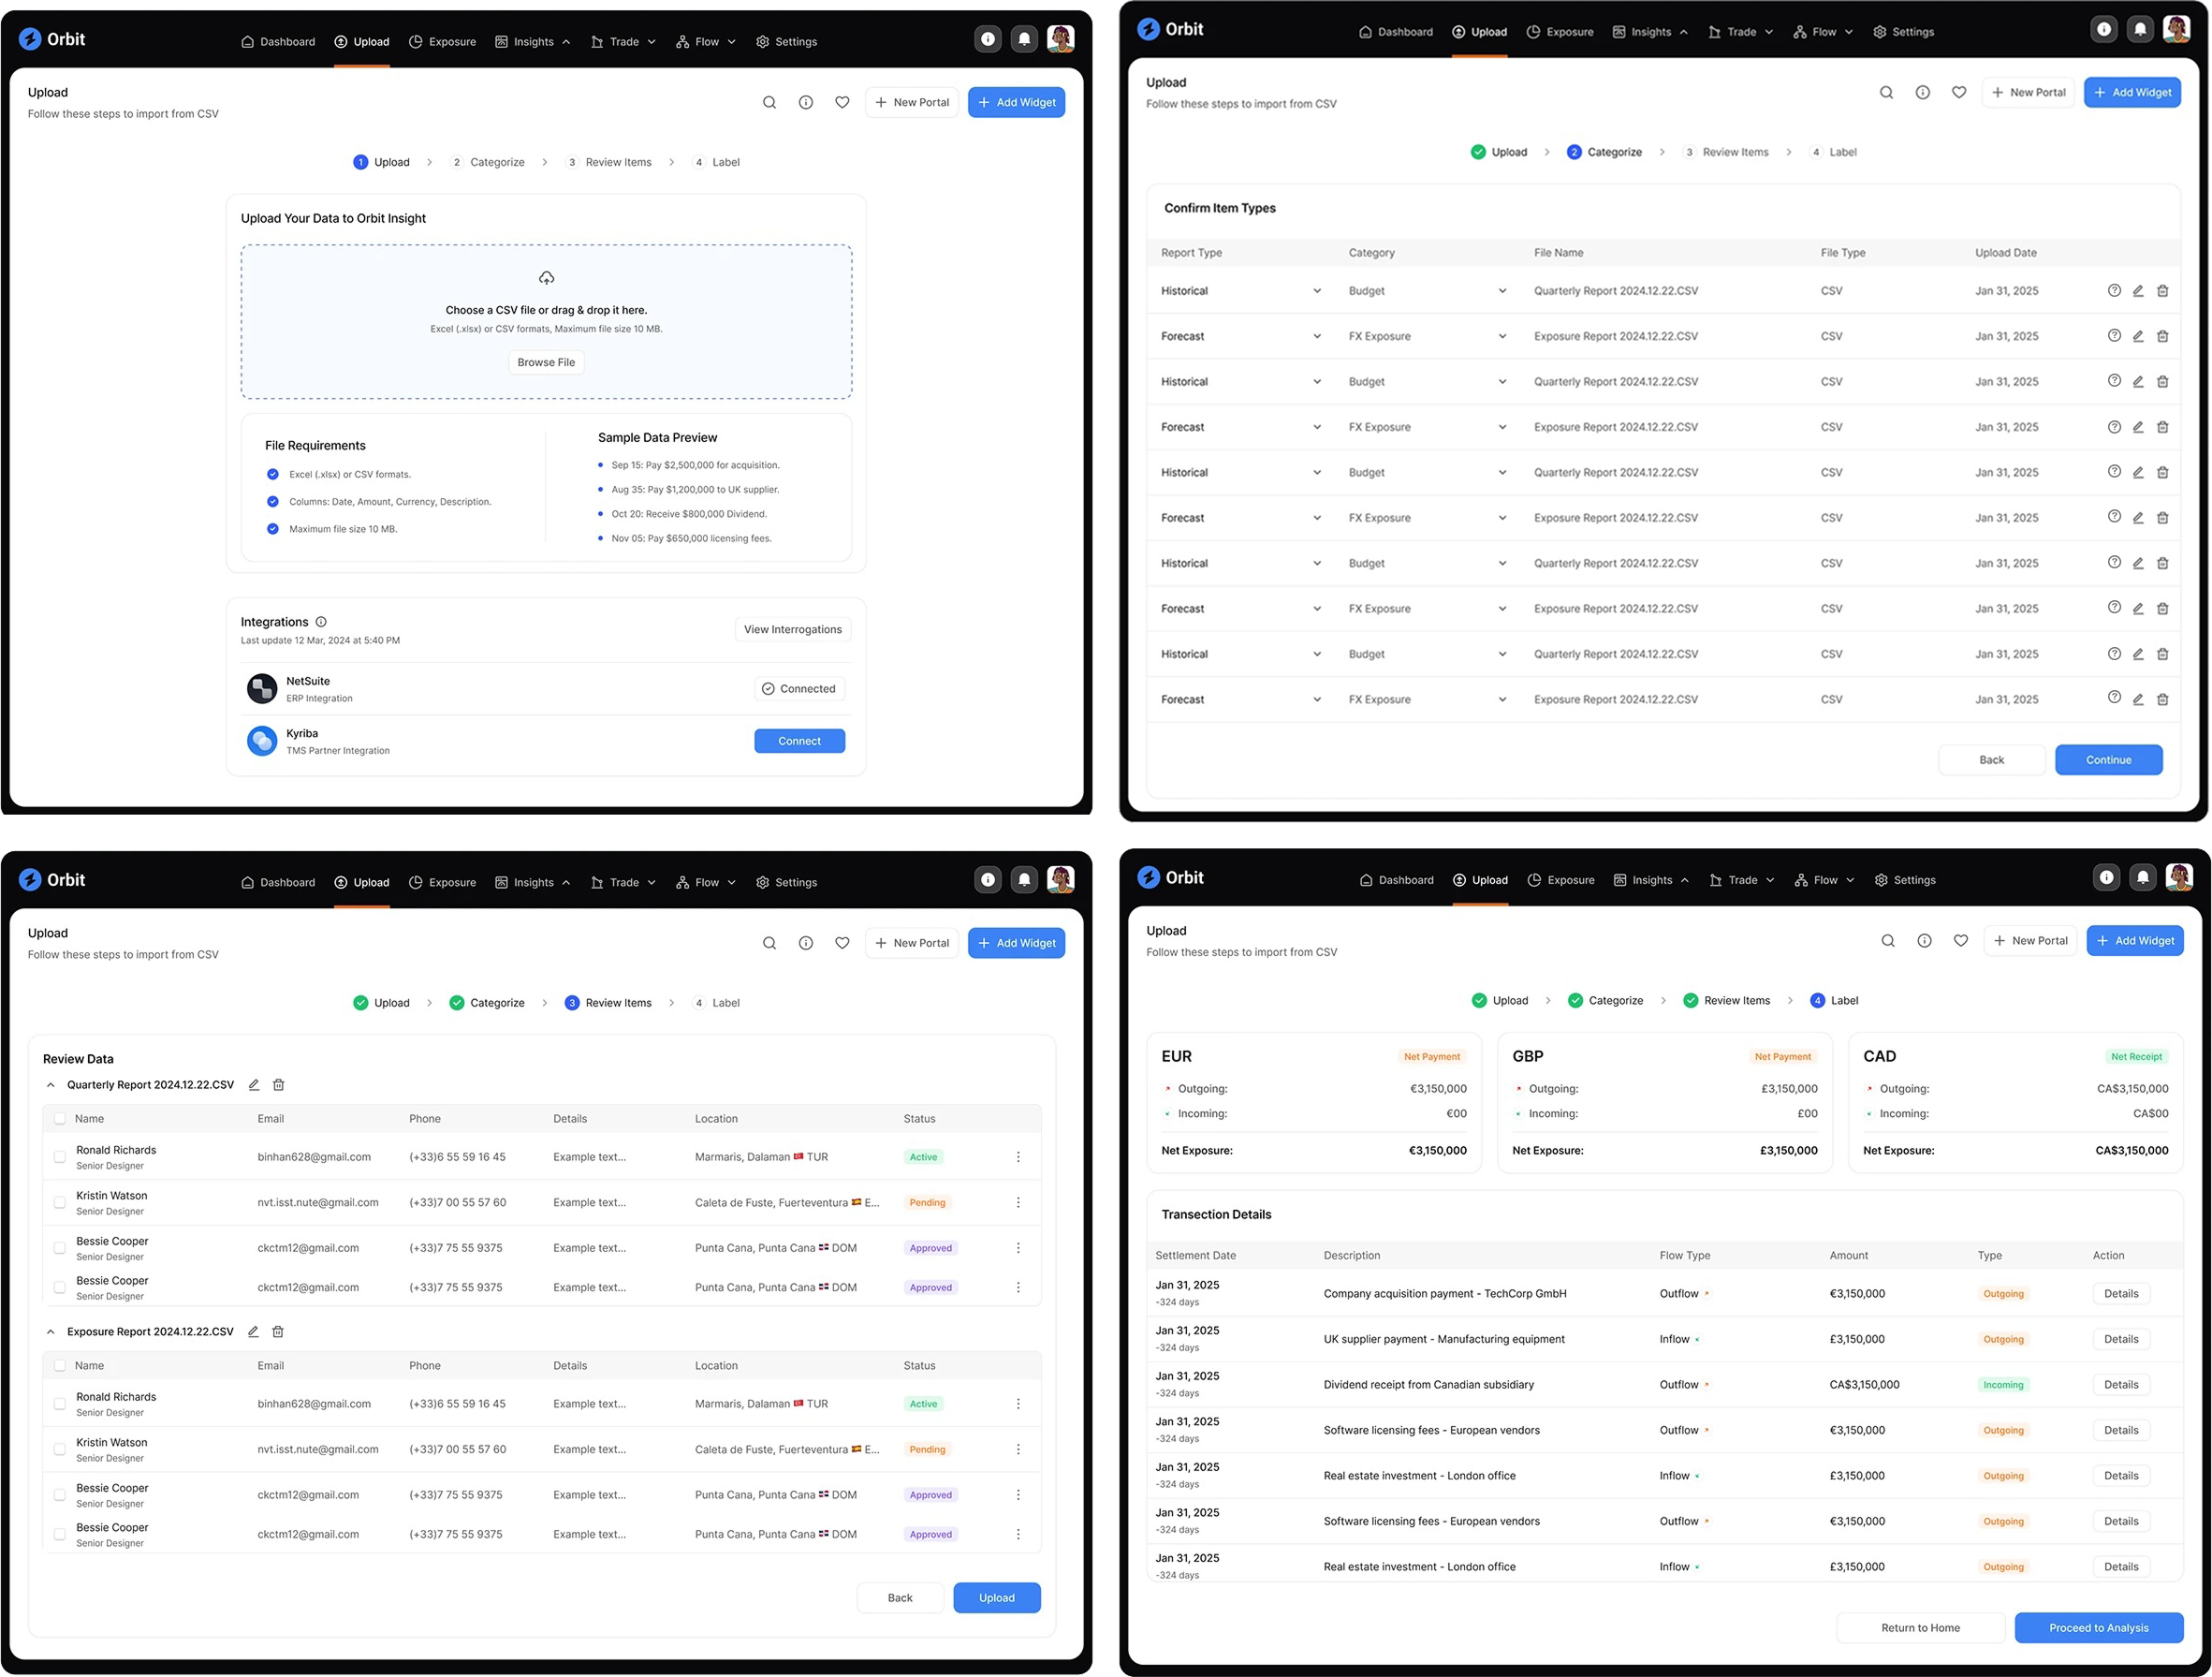 Orbit
Dashboard Upload Exposure Insights Trade Flow Settings
Upload
Follow these steps to import from CSV
New Portal Add Widget
1 Upload 2 Categorize 3 Review Items 4 Label
Upload Your Data to Orbit Insight
Choose a CSV file or drag & drop it here.
Excel (.xlsx) or CSV formats, Maximum file size 10 MB.
Browse File
File Requirements
Excel (.xlsx) or CSV formats.
Columns: Date, Amount, Currency, Description.
Maximum file size 10 MB.
Sample Data Preview
Sep 15: Pay $2,500,000 for acquisition.
Aug 35: Pay $1,200,000 to UK supplier.
Oct 20: Receive $800,000 Dividend.
Nov 05: Pay $650,000 licensing fees.
Integrations
Last update 12 Mar, 2024 at 5:40 PM
View Interrogations
NetSuite
ERP Integration
Connected
Kyriba
TMS Partner Integration
Connect
Orbit
Dashboard Upload Exposure Insights Trade Flow Settings
Upload
Follow these steps to import from CSV
New Portal Add Widget
Upload 2 Categorize 3 Review Items 4 Label
Confirm Item Types
Report Type Category File Name File Type Upload Date
Historical Budget Quarterly Report 2024.12.22.CSV CSV Jan 31, 2025
Forecast FX Exposure Exposure Report 2024.12.22.CSV CSV Jan 31, 2025
Historical Budget Quarterly Report 2024.12.22.CSV CSV Jan 31, 2025
Forecast FX Exposure Exposure Report 2024.12.22.CSV CSV Jan 31, 2025
Historical Budget Quarterly Report 2024.12.22.CSV CSV Jan 31, 2025
Forecast FX Exposure Exposure Report 2024.12.22.CSV CSV Jan 31, 2025
Historical Budget Quarterly Report 2024.12.22.CSV CSV Jan 31, 2025
Forecast FX Exposure Exposure Report 2024.12.22.CSV CSV Jan 31, 2025
Historical Budget Quarterly Report 2024.12.22.CSV CSV Jan 31, 2025
Forecast FX Exposure Exposure Report 2024.12.22.CSV CSV Jan 31, 2025
Back Continue
Orbit
Dashboard Upload Exposure Insights Trade Flow Settings
Upload
Follow these steps to import from CSV
New Portal Add Widget
Upload Categorize 3 Review Items 4 Label
Review Data
Quarterly Report 2024.12.22.CSV
Name Email Phone Details Location Status
Ronald Richards
Senior Designer
binhan628@gmail.com (+33)6 55 59 16 45 Example text... Marmaris, Dalaman TUR Active
Kristin Watson
Senior Designer
nvt.isst.nute@gmail.com (+33)7 00 55 57 60 Example text... Caleta de Fuste, Fuerteventura E... Pending
Bessie Cooper
Senior Designer
ckctm12@gmail.com (+33)7 75 55 9375 Example text... Punta Cana, Punta Cana DOM Approved
Bessie Cooper
Senior Designer
ckctm12@gmail.com (+33)7 75 55 9375 Example text... Punta Cana, Punta Cana DOM Approved
Exposure Report 2024.12.22.CSV
Name Email Phone Details Location Status
Ronald Richards
Senior Designer
binhan628@gmail.com (+33)6 55 59 16 45 Example text... Marmaris, Dalaman TUR Active
Kristin Watson
Senior Designer
nvt.isst.nute@gmail.com (+33)7 00 55 57 60 Example text... Caleta de Fuste, Fuerteventura E... Pending
Bessie Cooper
Senior Designer
ckctm12@gmail.com (+33)7 75 55 9375 Example text... Punta Cana, Punta Cana DOM Approved
Bessie Cooper
Senior Designer
ckctm12@gmail.com (+33)7 75 55 9375 Example text... Punta Cana, Punta Cana DOM Approved
Back Upload
Orbit
Dashboard Upload Exposure Insights Trade Flow Settings
Upload
Follow these steps to import from CSV
New Portal Add Widget
Upload Categorize Review Items 4 Label
EUR Net Payment
Outgoing: €3,150,000
Incoming: €00
Net Exposure: €3,150,000
GBP Net Payment
Outgoing: £3,150,000
Incoming: £00
Net Exposure: £3,150,000
CAD Net Receipt
Outgoing: CA$3,150,000
Incoming: CA$00
Net Exposure: CA$3,150,000
Transection Details
Settlement Date Description Flow Type Amount Type Action
Jan 31, 2025
-324 days
Company acquisition payment - TechCorp GmbH Outflow €3,150,000 Outgoing Details
Jan 31, 2025
-324 days
UK supplier payment - Manufacturing equipment Inflow £3,150,000 Outgoing Details
Jan 31, 2025
-324 days
Dividend receipt from Canadian subsidiary Outflow CA$3,150,000 Incoming Details
Jan 31, 2025
-324 days
Software licensing fees - European vendors Outflow €3,150,000 Outgoing Details
Jan 31, 2025
-324 days
Real estate investment - London office Inflow £3,150,000 Outgoing Details
Jan 31, 2025
-324 days
Software licensing fees - European vendors Outflow €3,150,000 Outgoing Details
Jan 31, 2025
-324 days
Real estate investment - London office Inflow £3,150,000 Outgoing Details
Return to Home Proceed to Analysis